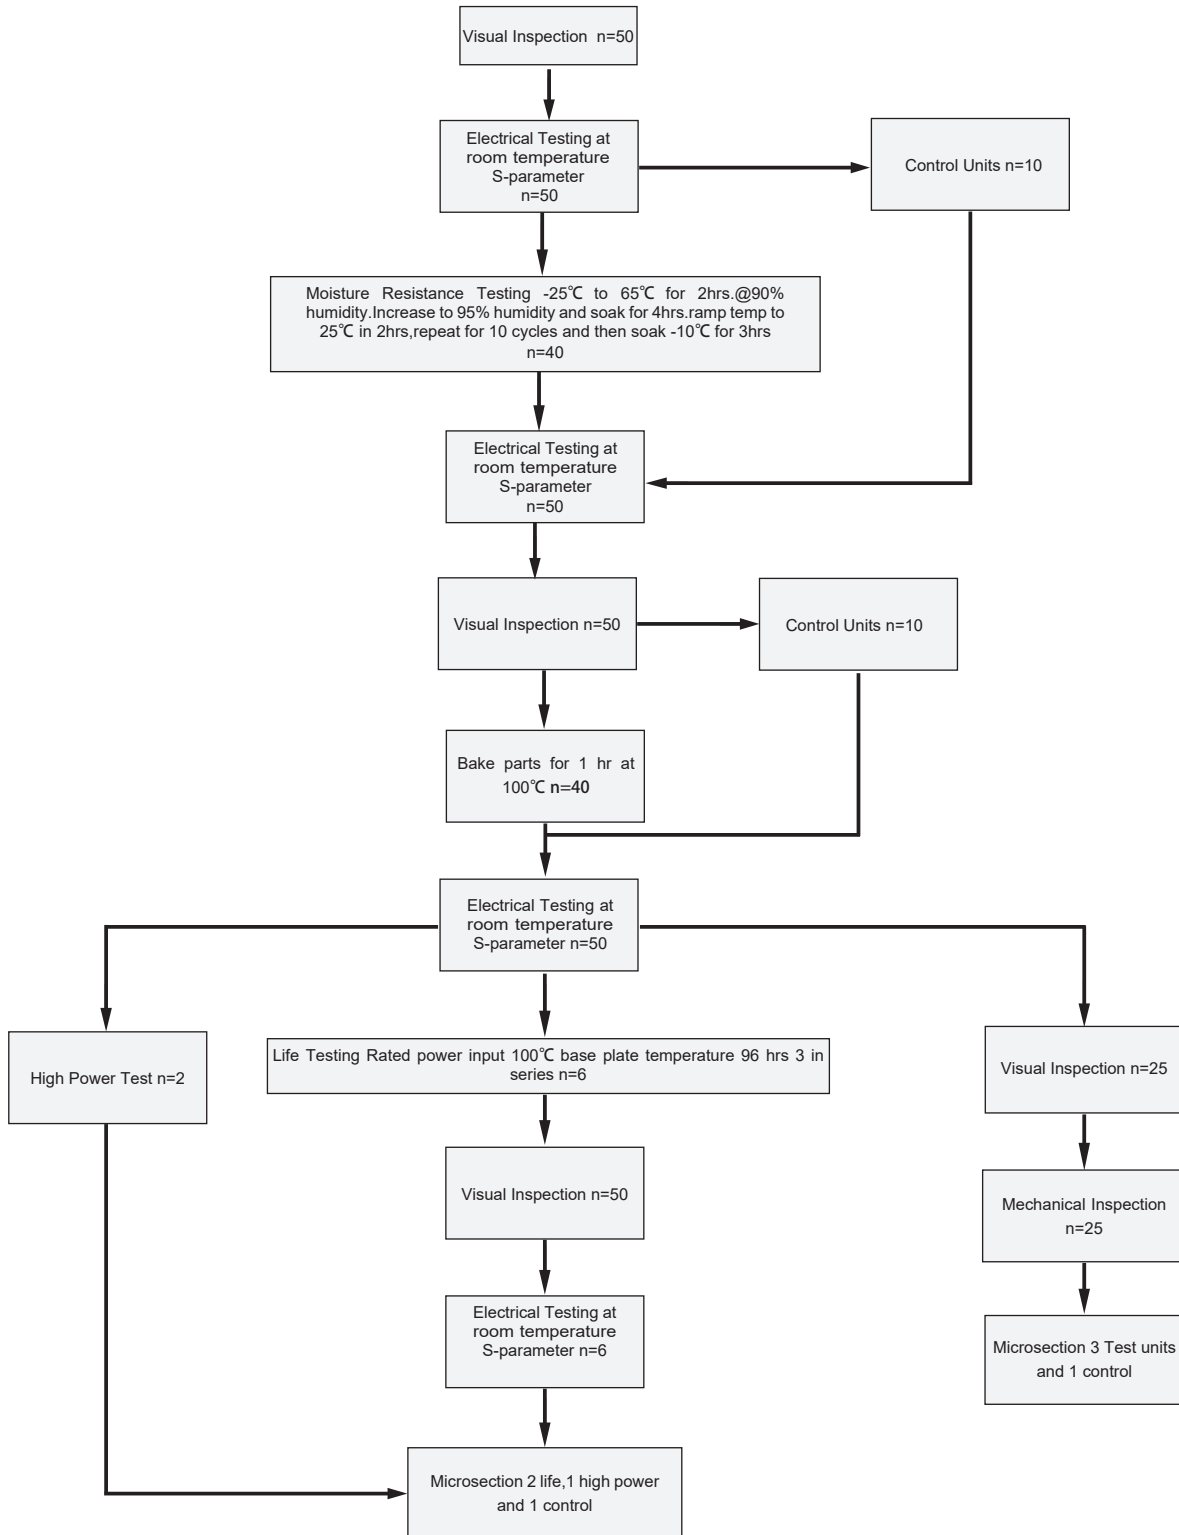 Visual Inspection n=50
Electrical Testing at
room temperature
S-parameter
n=50
Control Units n=10
Moisture Resistance Testing -25℃ to 65℃ for 2hrs.@90%
humidity.Increase to 95% humidity and soak for 4hrs.ramp temp to
25℃ in 2hrs,repeat for 10 cycles and then soak -10℃ for 3hrs
n=40
Electrical Testing at
room temperature
S-parameter
n=50
Visual Inspection n=50
Control Units n=10
Bake parts for 1 hr at
100℃ n=40
Electrical Testing at
room temperature
S-parameter n=50
High Power Test n=2
Life Testing Rated power input 100℃ base plate temperature 96 hrs 3 in
series n=6
Visual Inspection n=25
Visual Inspection n=50
Mechanical Inspection
n=25
Electrical Testing at
room temperature
S-parameter n=6
Microsection 3 Test units
and 1 control
Microsection 2 life,1 high power
and 1 control